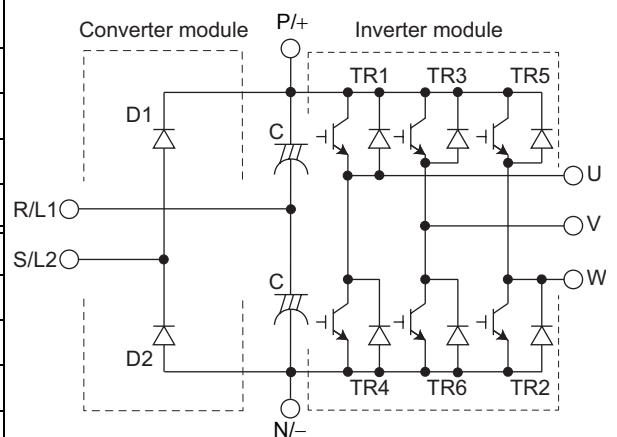 Converter module
P/+
Inverter module
TR1
TR3
TR5
D1
C
U
R/L1
V
S/L2
C
W
D2
TR4
TR6
TR2
N/−